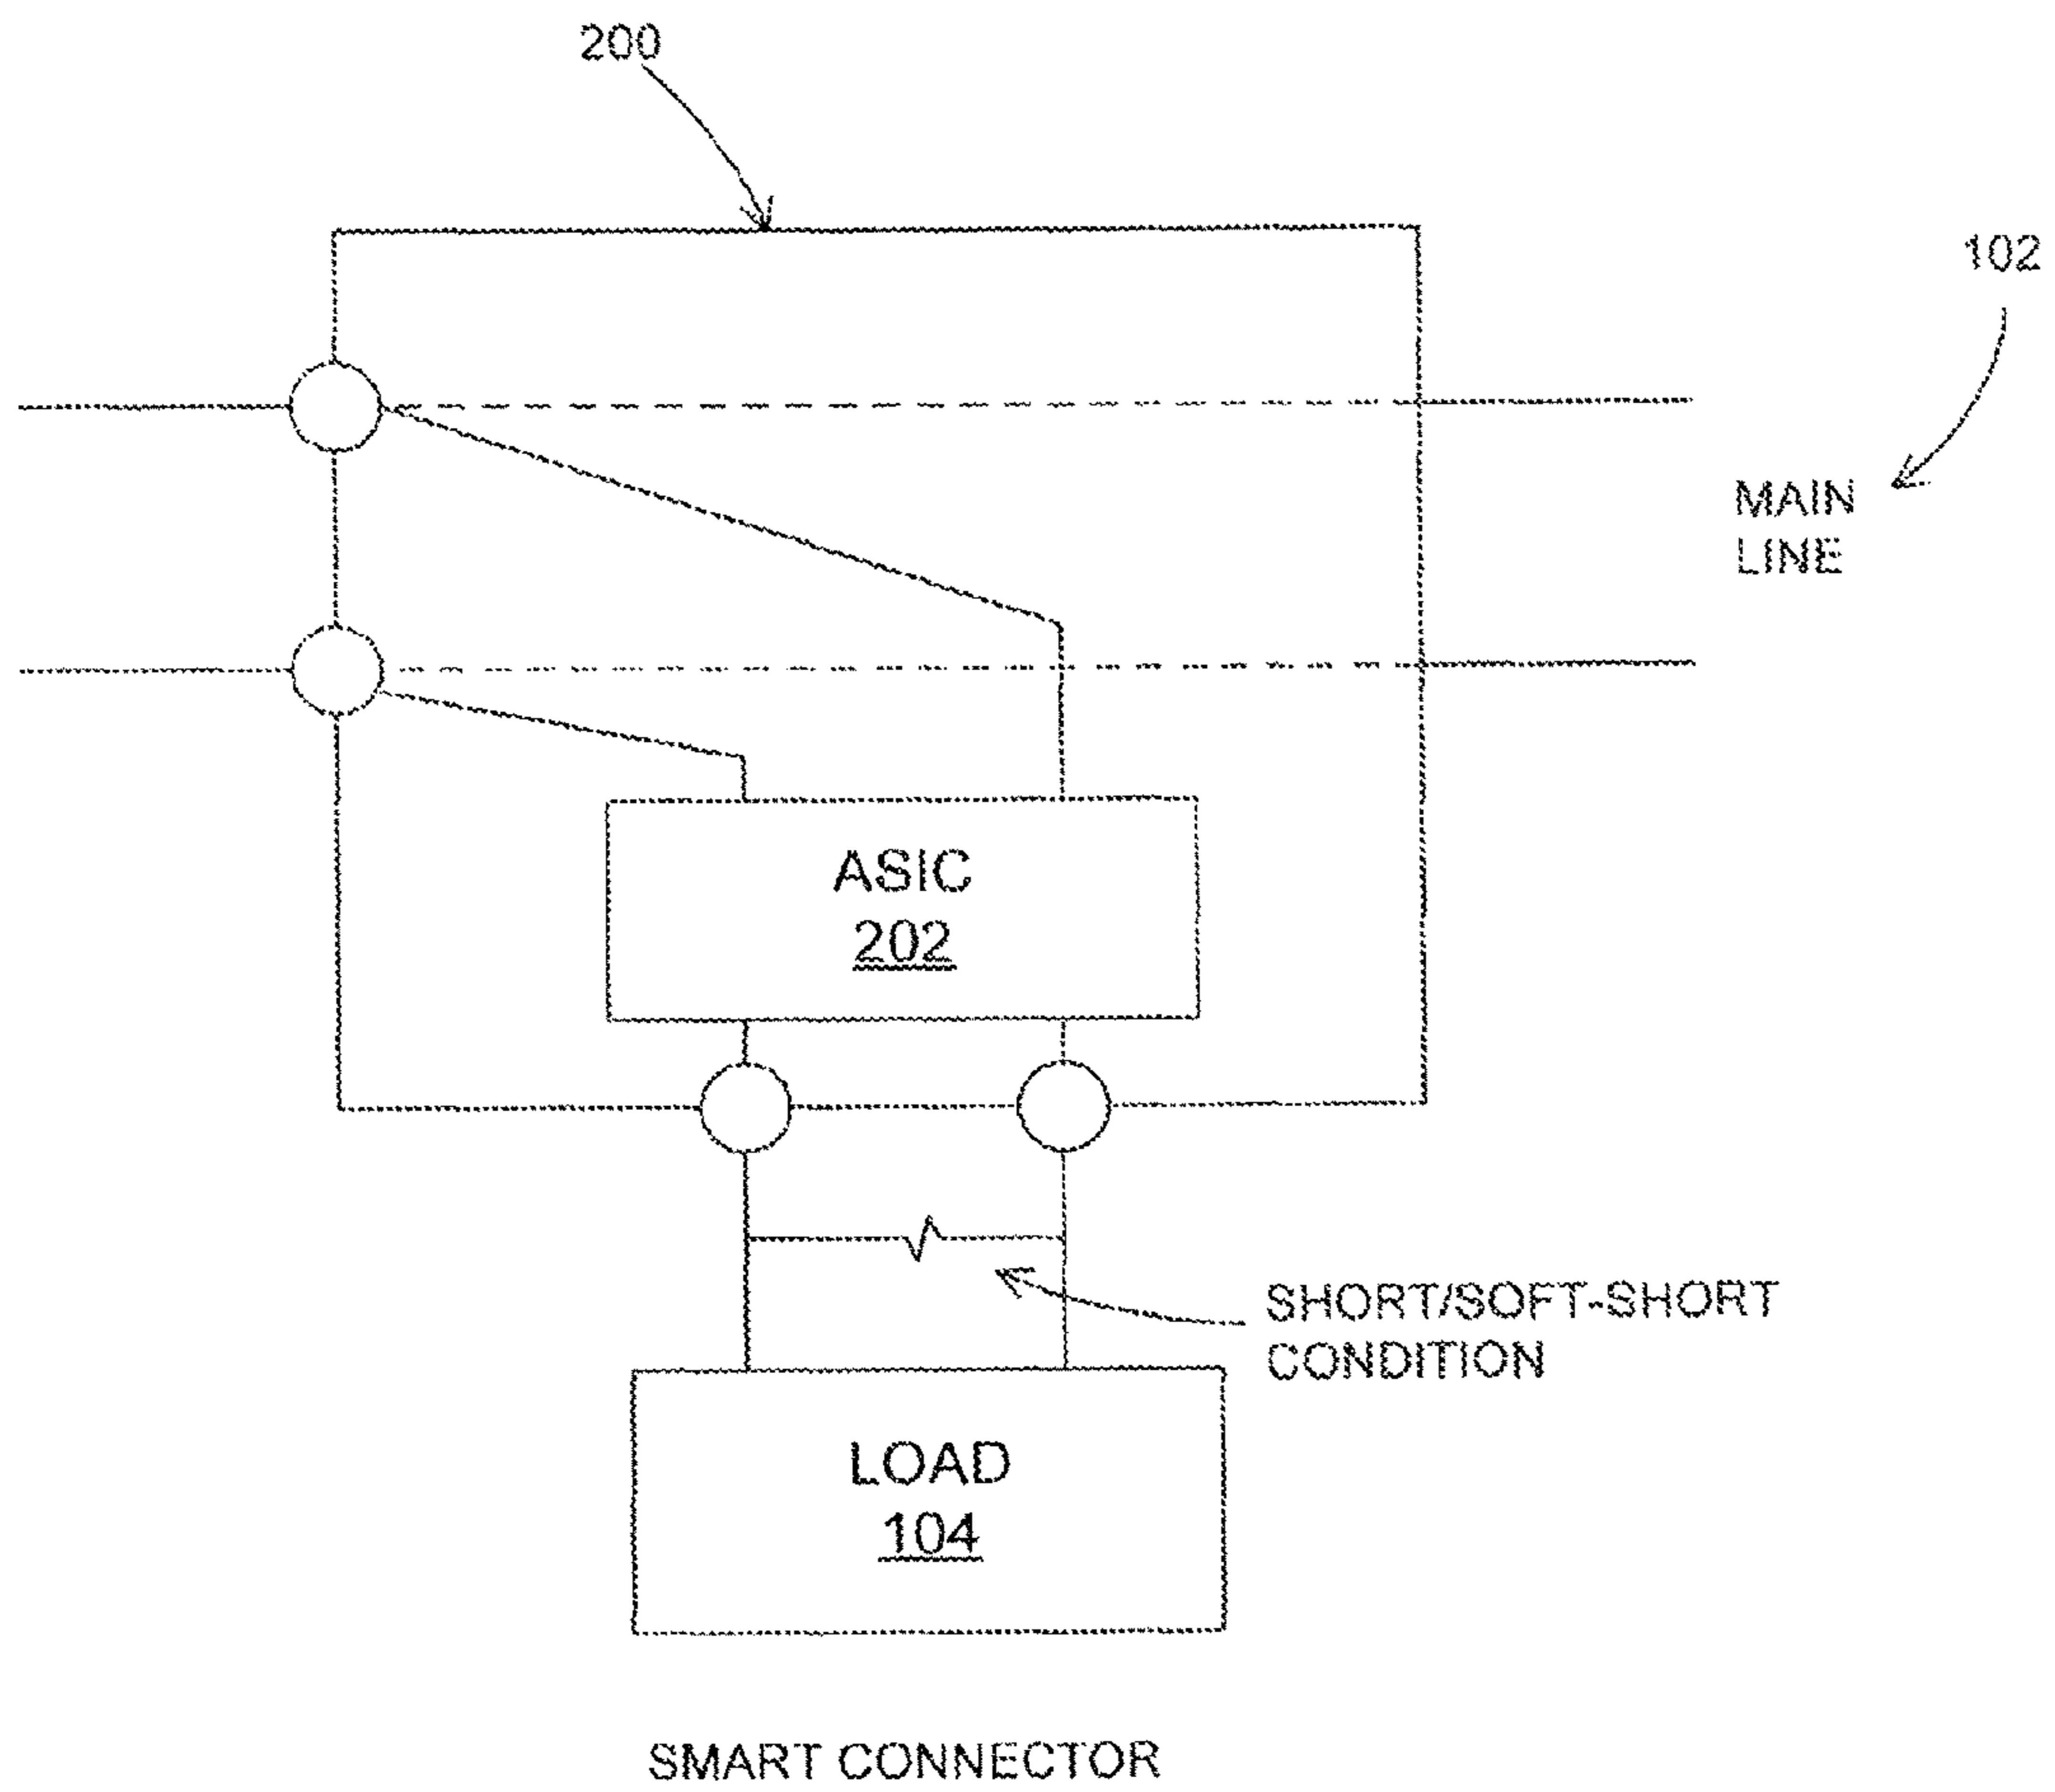 200
102
MAIN
LINE
ASIC
202
SHORT/SOFT-SHORT
CONDITION
LOAD
104
SMART CONNECTOR